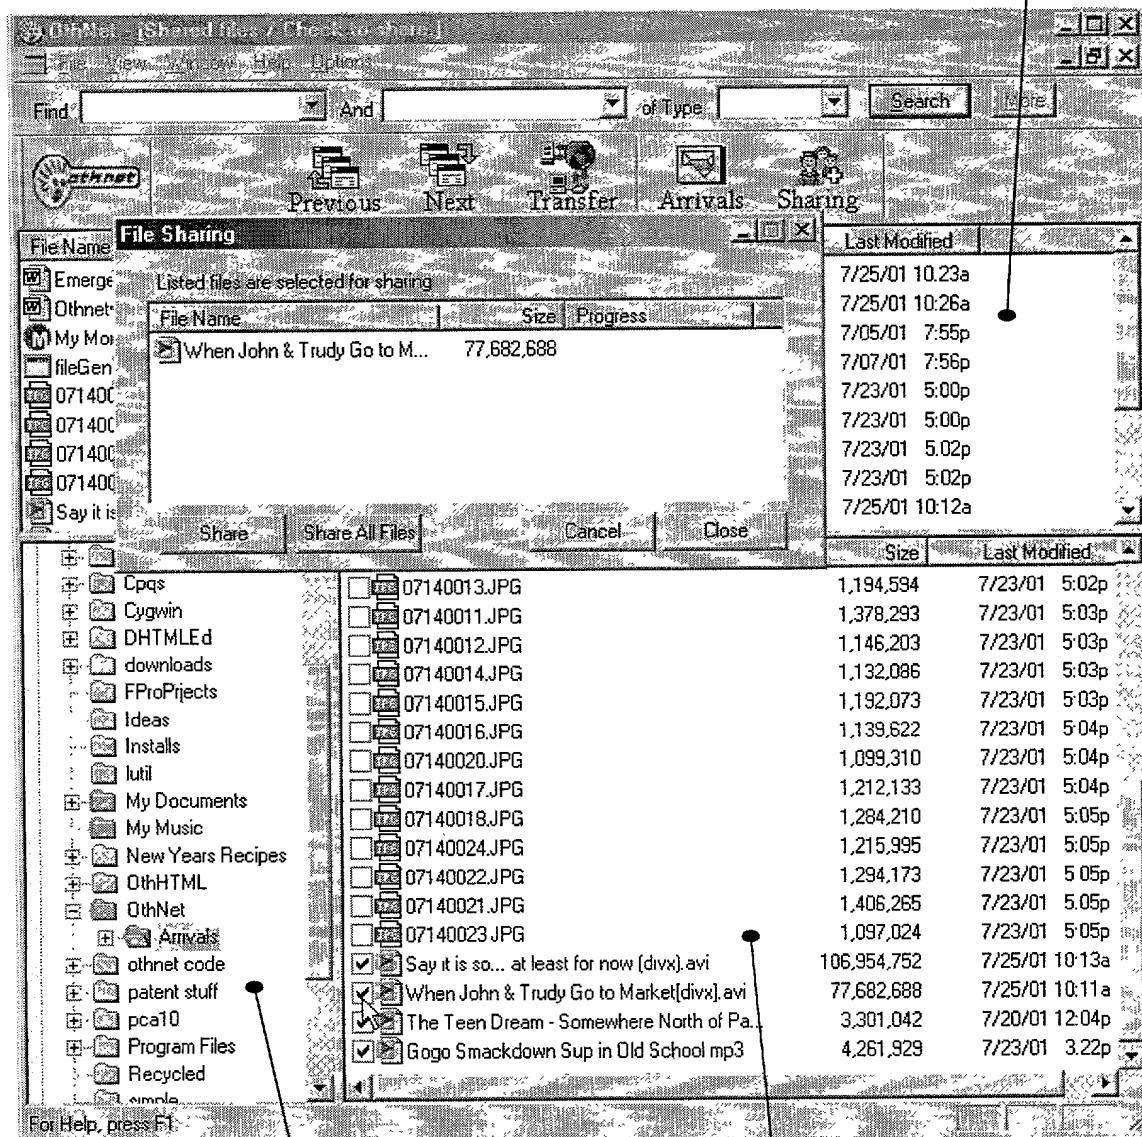 OthNet - [Shared files / Check to share]
File View Window Help Options
Find And of Type Search More
othnet
Previous Next Transfer Arrivals Sharing
File Name
Emerge
Othnet
My Mo
fileGen
071400
071400
071400
071400
Say it is
File Sharing
Listed files are selected for sharing
File Name Size Progress
When John & Trudy Go to M... 77,682,688
Share Share All Files Cancel Close
Last Modified
7/25/01 10.23a
7/25/01 10:26a
7/05/01 7:55p
7/07/01 7:56p
7/23/01 5:00p
7/23/01 5:00p
7/23/01 5.02p
7/23/01 5:02p
7/25/01 10:12a
Cpqs
Cygwin
DHTMLEd
downloads
FProPrjects
Ideas
Installs
lutil
My Documents
My Music
New Years Recipes
OthHTML
OthNet
Arrivals
othnet code
patent stuff
pca10
Program Files
Recycled
simple
Size Last Modified
07140013.JPG 1,194,594 7/23/01 5:02p
07140011.JPG 1,378,293 7/23/01 5:03p
07140012.JPG 1,146,203 7/23/01 5:03p
07140014.JPG 1,132,086 7/23/01 5:03p
07140015.JPG 1,192,073 7/23/01 5:03p
07140016.JPG 1,139,622 7/23/01 5:04p
07140020.JPG 1,099,310 7/23/01 5:04p
07140017.JPG 1,212,133 7/23/01 5:04p
07140018.JPG 1,284,210 7/23/01 5:05p
07140024.JPG 1,215,995 7/23/01 5:05p
07140022.JPG 1,294,173 7/23/01 5 05p
07140021.JPG 1,406,265 7/23/01 5.05p
07140023 JPG 1,097,024 7/23/01 5:05p
Say it is so... at least for now (divx).avi 106,954,752 7/25/01 10:13a
When John & Trudy Go to Market[divx].avi 77,682,688 7/25/01 10:11a
The Teen Dream - Somewhere North of Pa... 3,301,042 7/20/01 12:04p
Gogo Smackdown Sup in Old School mp3 4,261,929 7/23/01 3.22p
For Help, press F1